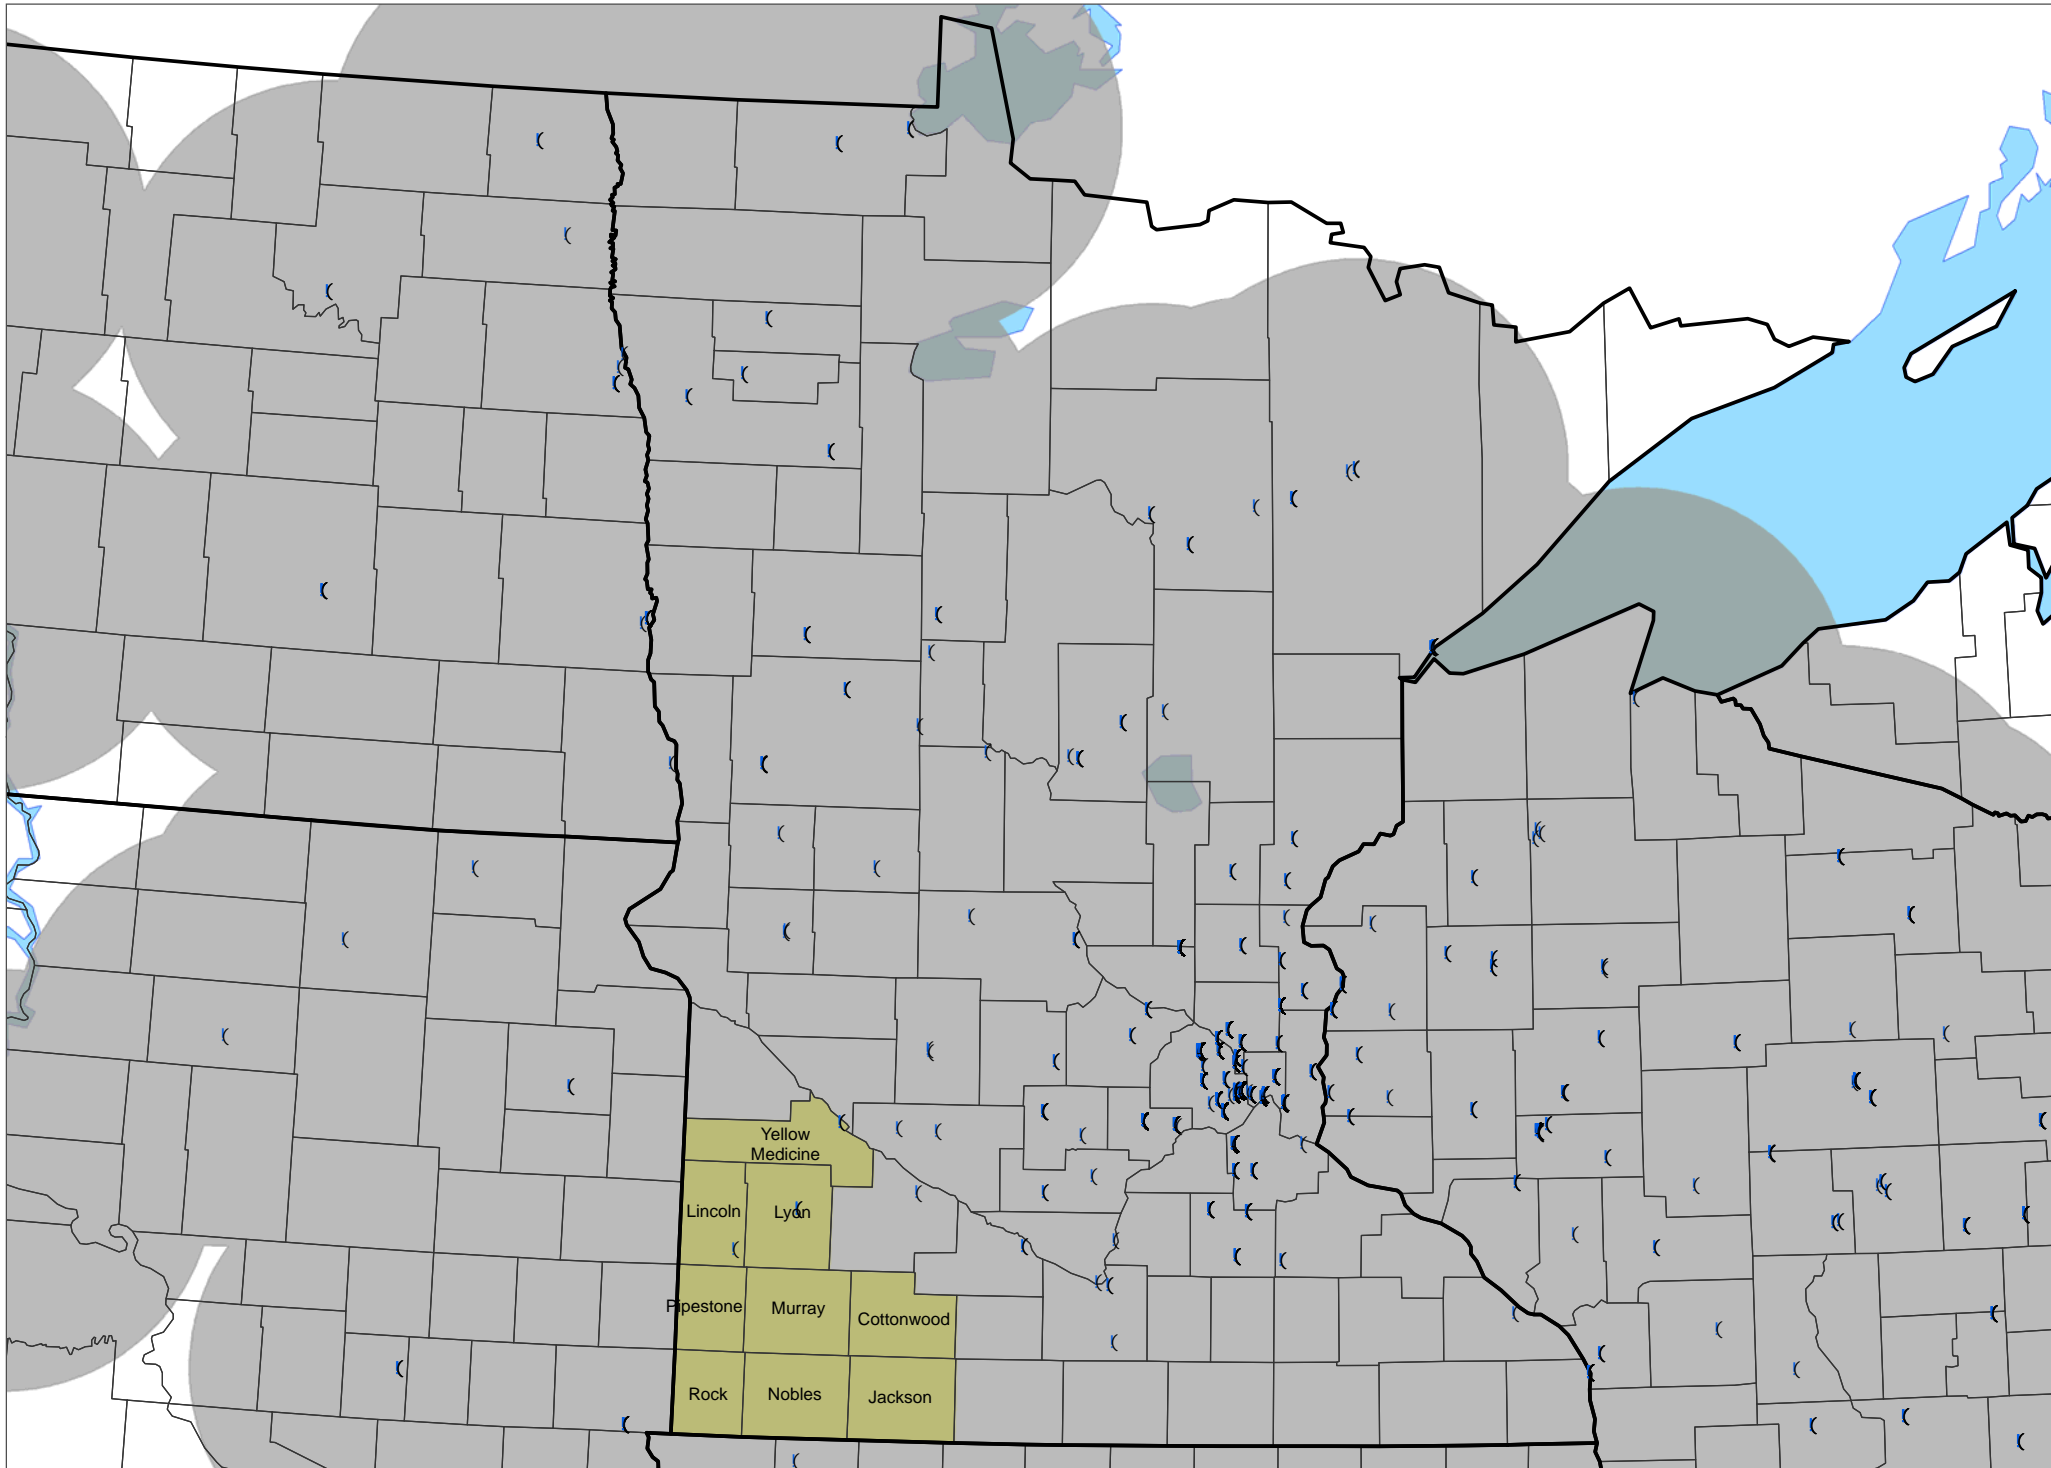 Yellow
Medicine
Lincoln
Lyon
Pipestone
Murray
Cottonwood
Rock
Nobles
Jackson